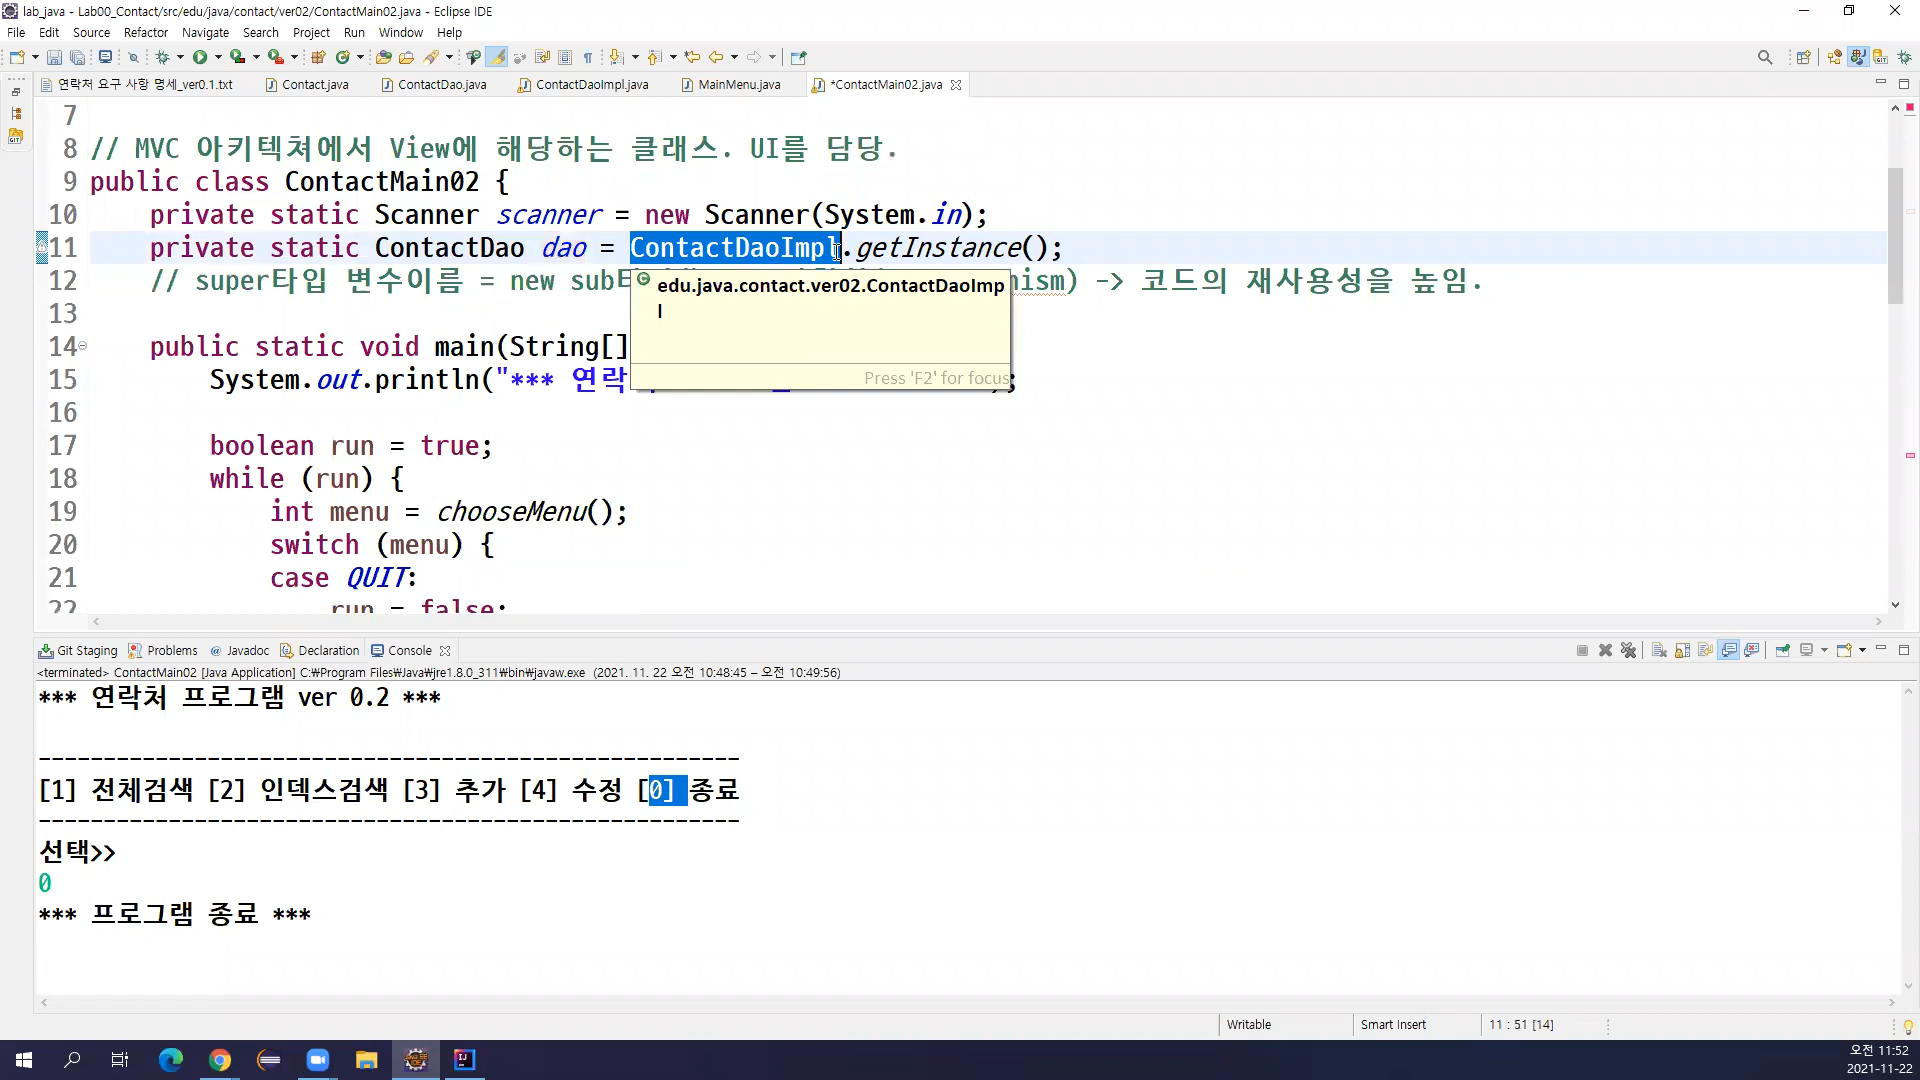 lab_java - Lab00_Contact/src/edu/java/contact/ver02/ContactMain02.java - Eclipse IDE
File Edit Source Refactor Navigate Search Project Run Window Help
연락처 요구 사항 명세_ver0.1.txt Contact.java ContactDao.java ContactDaoImpl.java MainMenu.java *ContactMain02.java
7
8 // MVC 아키텍쳐에서 View에 해당하는 클래스. UI를 담당.
9 public class ContactMain02 {
10 private static Scanner scanner = new Scanner(System.in);
11 private static ContactDao dao = ContactDaoImpl.getInstance();
12 // super타입 변수이름 = new sub nism) -> 코드의 재사용성을 높임.
edu.java.contact.ver02.ContactDaoImp
l
Press 'F2' for focus
13
14 public static void main(String[]
15 System.out.println("*** 연락 ;
16
17 boolean run = true;
18 while (run) {
19 int menu = chooseMenu();
20 switch (menu) {
21 case QUIT:
22 run = false;
Git Staging Problems @ Javadoc Declaration Console
<terminated> ContactMain02 [Java Application] C:₩Program Files₩Java₩jre1.8.0_311₩bin₩javaw.exe (2021. 11. 22 오전 10:48:45 – 오전 10:49:56)
*** 연락처 프로그램 ver 0.2 ***
-----------------------------------------------------
[1] 전체검색 [2] 인덱스검색 [3] 추가 [4] 수정 [0] 종료
-----------------------------------------------------
선택>>
0
*** 프로그램 종료 ***
Writable Smart Insert 11 : 51 [14]
오전 11:52
2021-11-22